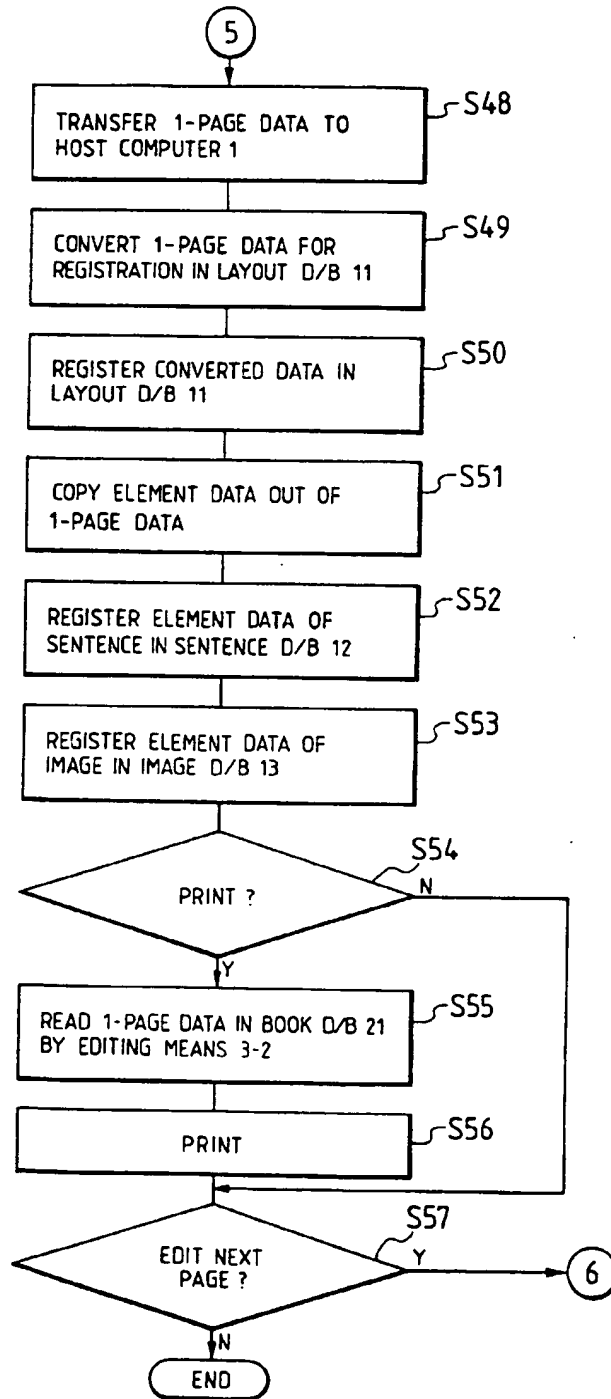 5
TRANSFER 1-PAGE DATA TO
HOST COMPUTER 1
S48
CONVERT 1-PAGE DATA FOR
REGISTRATION IN LAYOUT D/B 11
S49
REGISTER CONVERTED DATA IN
LAYOUT D/B 11
S50
COPY ELEMENT DATA OUT OF
1-PAGE DATA
S51
REGISTER ELEMENT DATA OF
SENTENCE IN SENTENCE D/B 12
S52
REGISTER ELEMENT DATA OF
IMAGE IN IMAGE D/B 13
S53
PRINT ?
S54
N
Y
READ 1-PAGE DATA IN BOOK D/B 21
BY EDITING MEANS 3-2
S55
PRINT
S56
EDIT NEXT
PAGE ?
S57
Y
6
N
END